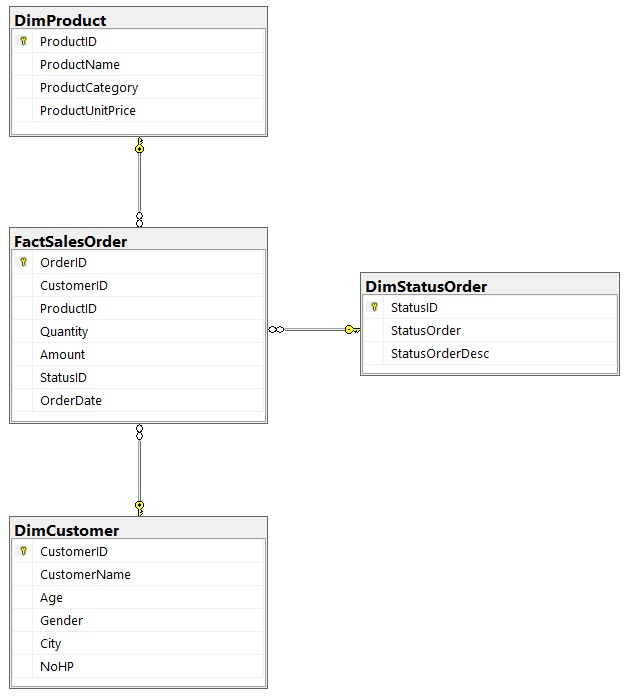 DimProduct
ProductID
ProductName
ProductCategory
ProductUnitPrice
FactSalesOrder
OrderID
CustomerID
ProductID
Quantity
Amount
StatusID
OrderDate
DimStatusOrder
StatusID
StatusOrder
StatusOrderDesc
DimCustomer
CustomerID
CustomerName
Age
Gender
City
NoHP